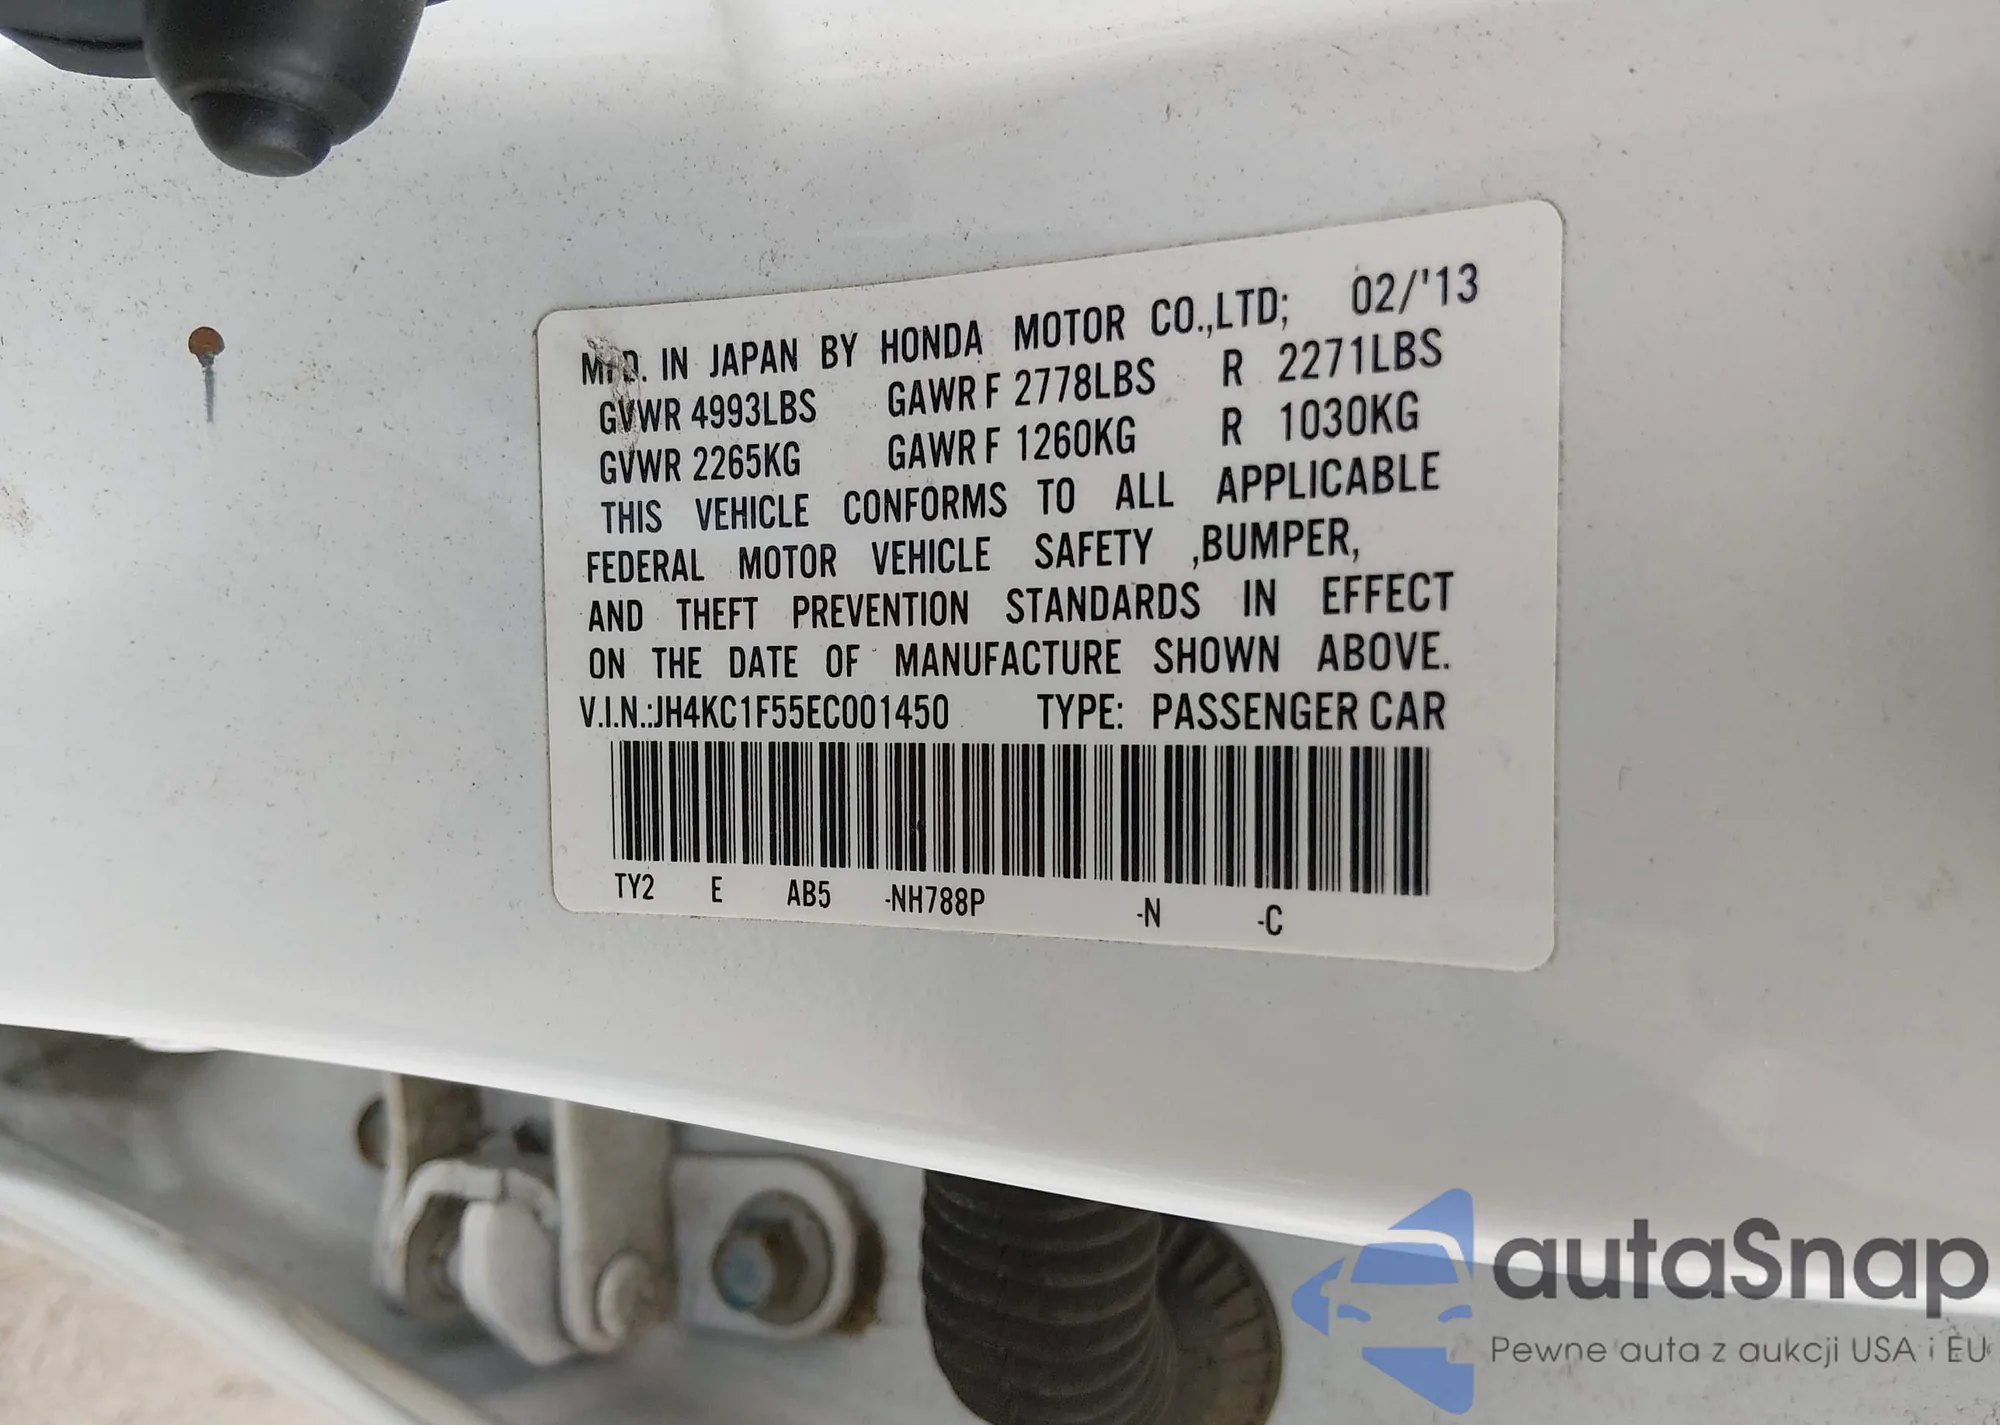 MFD. IN JAPAN BY HONDA MOTOR CO.,LTD; 02/'13
GVWR 4993LBS GAWR F 2778LBS R 2271LBS
GVWR 2265KG GAWR F 1260KG R 1030KG
THIS VEHICLE CONFORMS TO ALL APPLICABLE
FEDERAL MOTOR VEHICLE SAFETY ,BUMPER,
AND THEFT PREVENTION STANDARDS IN EFFECT
ON THE DATE OF MANUFACTURE SHOWN ABOVE.
V.I.N.:JH4KC1F55EC001450 TYPE: PASSENGER CAR
TY2 E AB5 -NH788P -N -C
autaSnap
Pewne auta z aukcji USA i EU